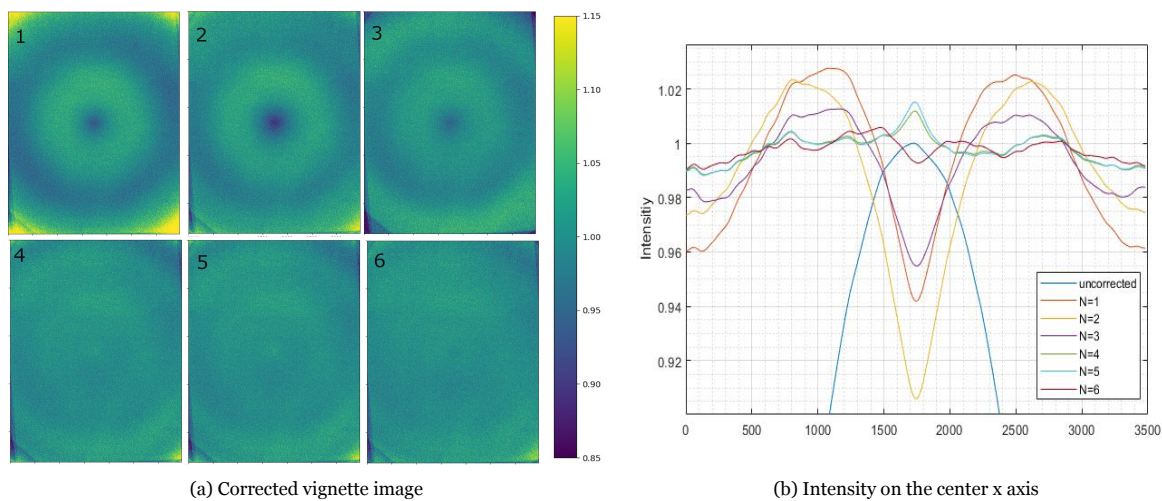 1
2
3
4
5
6
1.15
1.10
1.05
1.00
0.95
0.90
0.85
(a) Corrected vignette image
Intensitiy
1.02
1
0.98
0.96
0.94
0.92
0
500
1000
1500
2000
2500
3000
3500
uncorrected
N=1
N=2
N=3
N=4
N=5
N=6
(b) Intensity on the center x axis